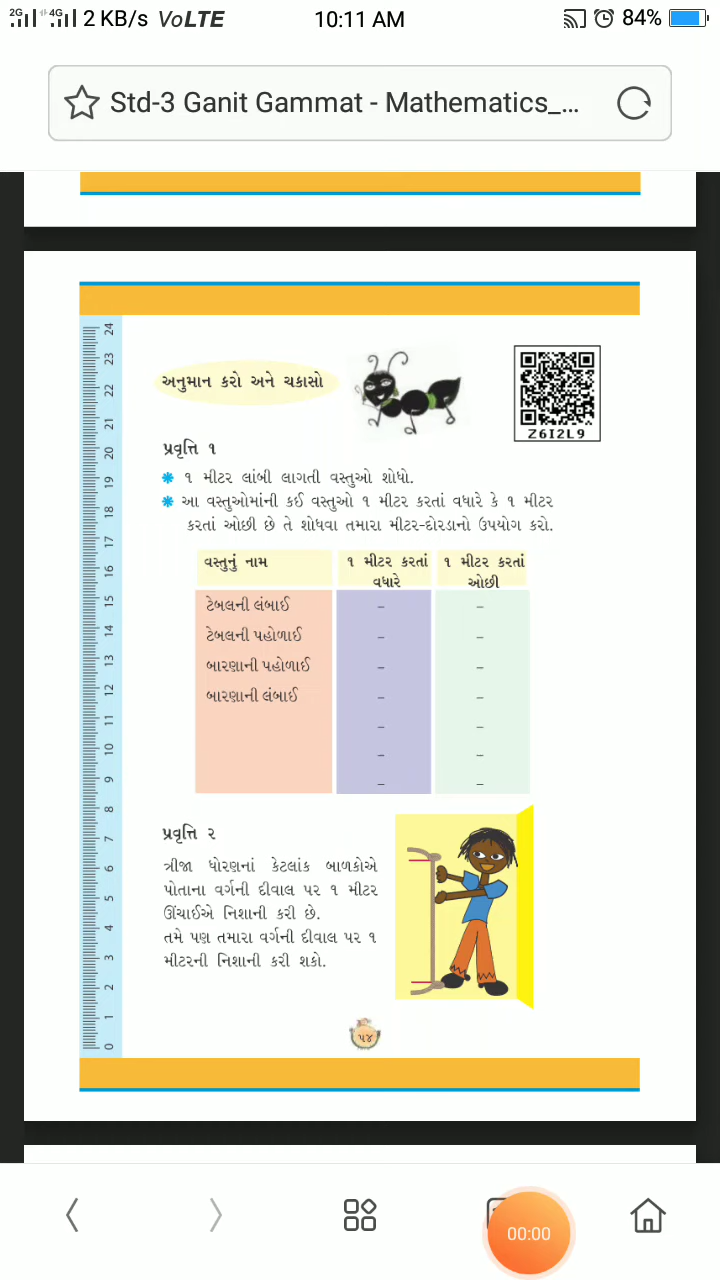 2G 4G 2 KB/s VoLTE 10:11 AM 84%
Std-3 Ganit Gammat - Mathematics_...
અનુમાન કરો અને ચકાસો
Z6I2L9
પ્રવૃત્તિ ૧
૧ મીટર લાંબી લાગતી વસ્તુઓ શોધો.
આ વસ્તુઓમાંની કઈ વસ્તુઓ ૧ મીટર કરતાં વધારે કે ૧ મીટર
કરતાં ઓછી છે તે શોધવા તમારા મીટર-દોરડાનો ઉપયોગ કરો.
વસ્તુનું નામ ૧ મીટર કરતાં ૧ મીટર કરતાં
વધારે ઓછી
ટેબલની લંબાઈ – –
ટેબલની પહોળાઈ – –
બારણાની પહોળાઈ – –
બારણાની લંબાઈ – –
– –
– –
– –
પ્રવૃત્તિ ૨
ત્રીજા ધોરણનાં કેટલાંક બાળકોએ
પોતાના વર્ગની દીવાલ પર ૧ મીટર
ઊંચાઈએ નિશાની કરી છે.
તમે પણ તમારા વર્ગની દીવાલ પર ૧
મીટરની નિશાની કરી શકો.
૫૪
24
23
22
21
20
19
18
17
16
15
14
13
12
11
10
9
8
7
6
5
4
3
2
1
0
00:00